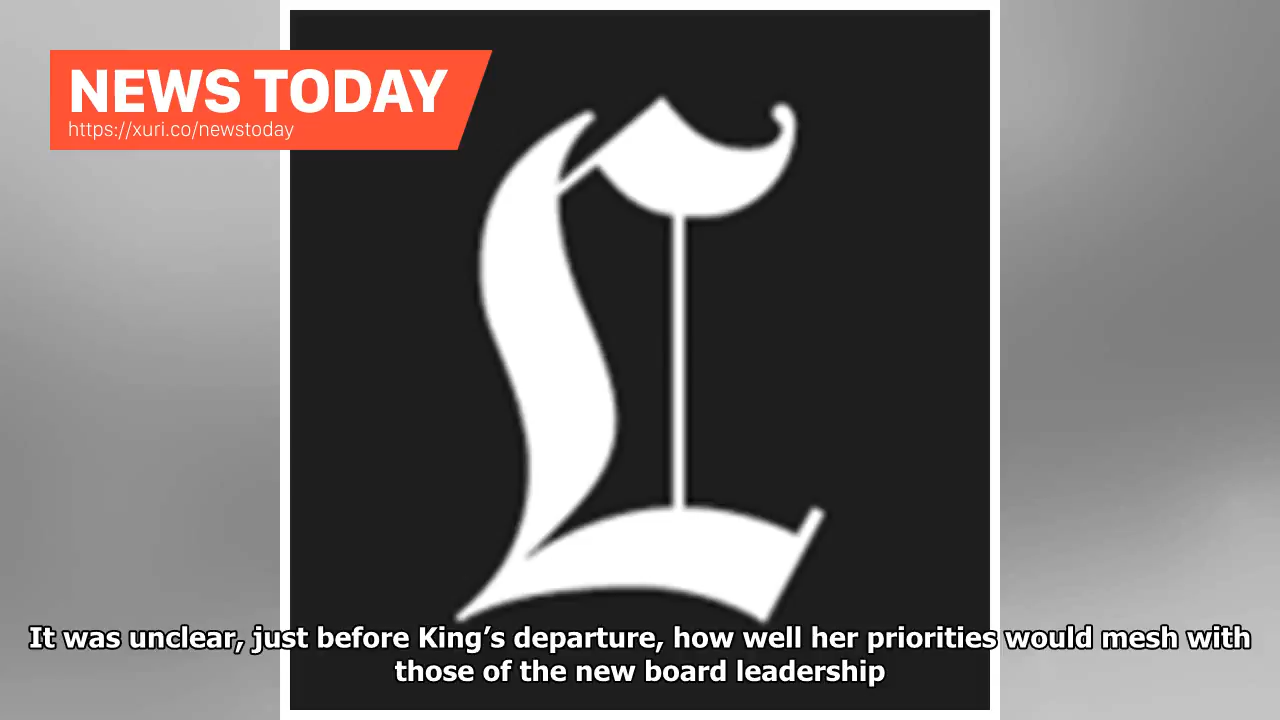 NEWS TODAY
https://xuri.co/newstoday
L
It was unclear, just before King’s departure, how well her priorities would mesh with
those of the new board leadership